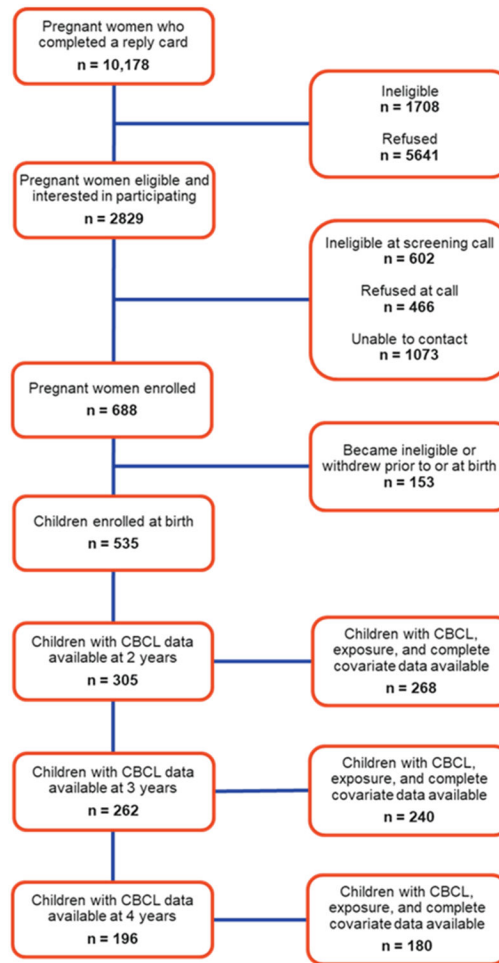 Pregnant women who
completed a reply card
n = 10,178
Ineligible
n = 1708
Refused
n = 5641
Pregnant women eligible and
interested in participating
n = 2829
Ineligible at screening call
n = 602
Refused at call
n = 466
Unable to contact
n = 1073
Pregnant women enrolled
n = 688
Became ineligible or
withdrew prior to or at birth
n = 153
Children enrolled at birth
n = 535
Children with CBCL data
available at 2 years
n = 305
Children with CBCL,
exposure, and complete
covariate data available
n = 268
Children with CBCL data
available at 3 years
n = 262
Children with CBCL,
exposure, and complete
covariate data available
n = 240
Children with CBCL data
available at 4 years
n = 196
Children with CBCL,
exposure, and complete
covariate data available
n = 180